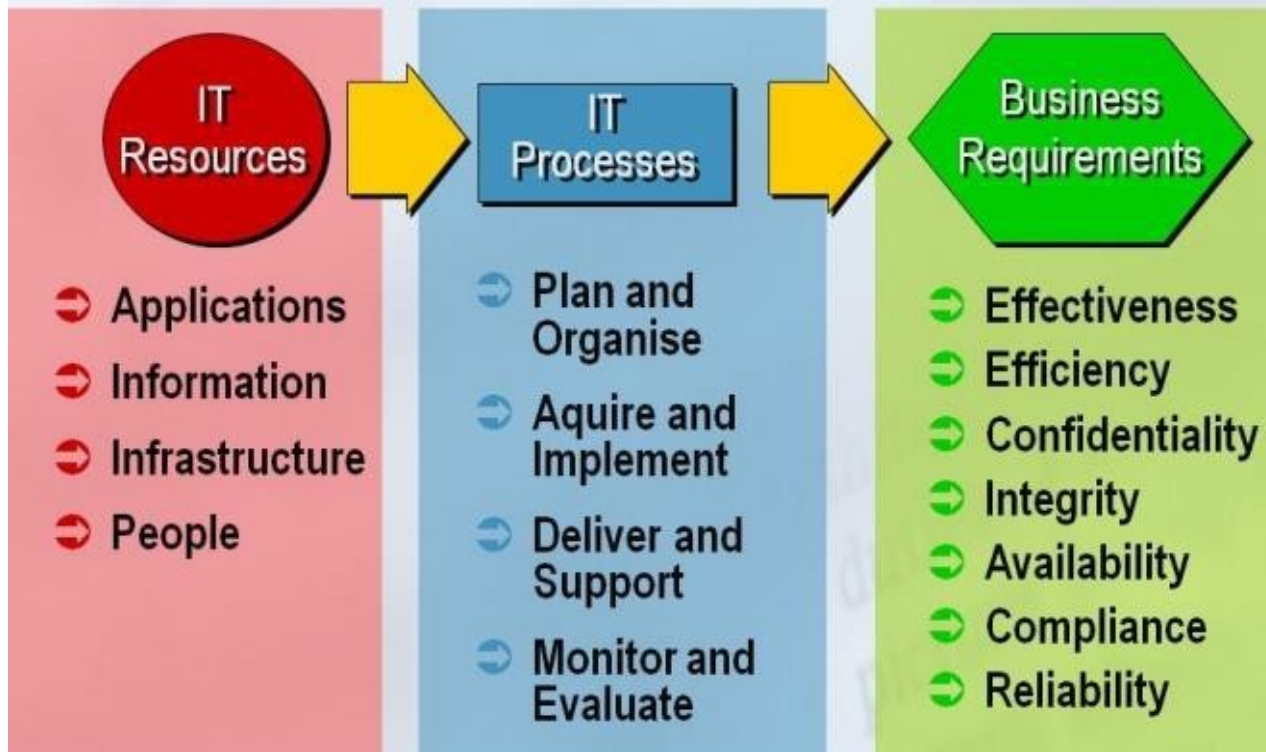 IT
Resources
Applications
Information
Infrastructure
People
IT
Processes
Plan and
Organise
Aquire and
Implement
Deliver and
Support
Monitor and
Evaluate
Business
Requirements
Effectiveness
Efficiency
Confidentiality
Integrity
Availability
Compliance
Reliability